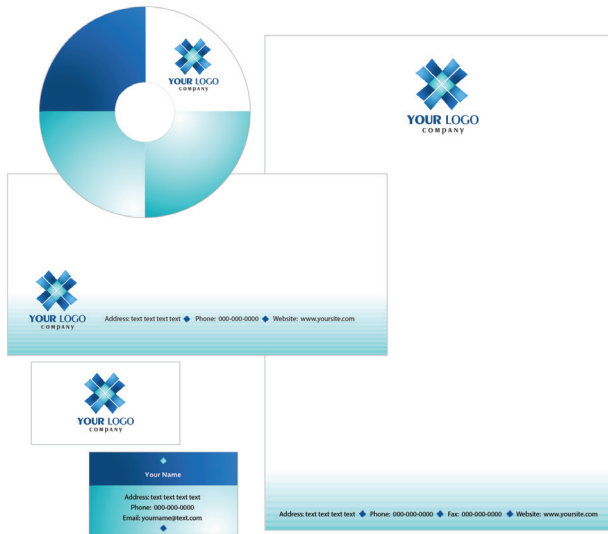 YOUR LOGO
COMPANY
YOUR LOGO
COMPANY
YOUR LOGO
COMPANY
Address: text text text text ◆ Phone: 000-000-0000 ◆ Website: www.yoursite.com
YOUR LOGO
COMPANY
Your Name
Address: text text text text
Phone: 000-000-0000
Email: yourname@text.com
Address: text text text text ◆ Phone: 000-000-0000 ◆ Fax: 000-000-0000 ◆ Website: www.yoursite.com